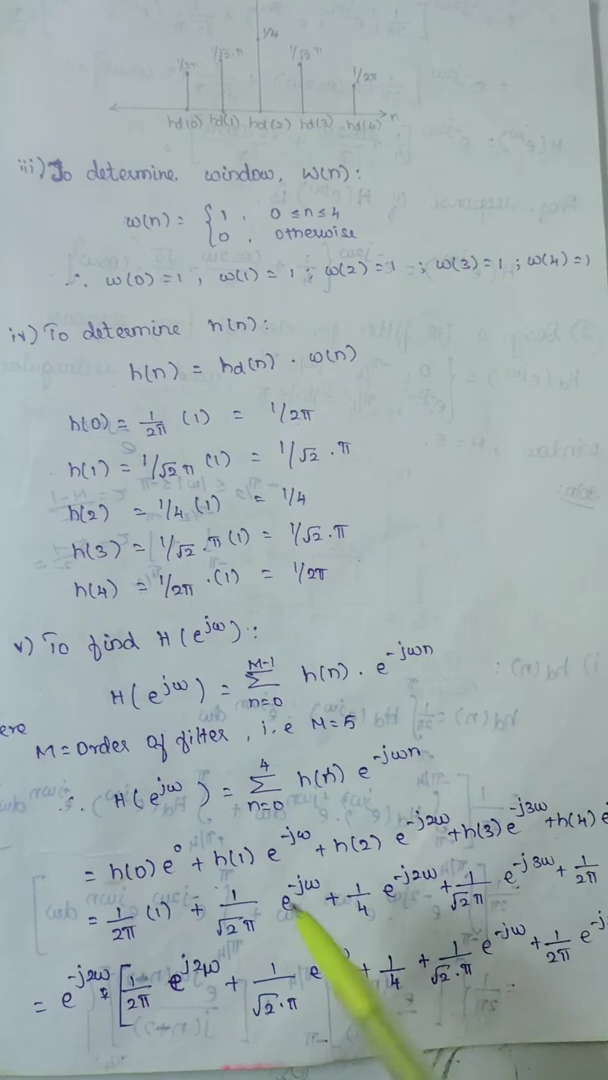 1/4
1/2π 1/√2·π 1/√2·π 1/2π
hd(0) hd(1) hd(2) hd(3) hd(4) n
iii) To determine window, w(n):
w(n) = { 1, 0≤n≤4
0, otherwise
∴ w(0)=1, w(1)=1; w(2)=1; w(3)=1; w(4)=1
iv) To determine h(n):
h(n) = hd(n) · w(n)
h(0) = 1/2π (1) = 1/2π
h(1) = 1/√2 π (1) = 1/√2 · π
h(2) = 1/4 (1) = 1/4
h(3) = 1/√2 · π (1) = 1/√2 · π
h(4) = 1/2π · (1) = 1/2π
v) To find H(e^jω):
H(e^jω) = Σ_{n=0}^{M-1} h(n) · e^-jωn
ere
M = Order of filter, i.e M=5
∴ H(e^jω) = Σ_{n=0}^{4} h(n) e^-jωn
= h(0) e^0 + h(1) e^-jω + h(2) e^-j2ω + h(3) e^-j3ω + h(4) e
= 1/2π (1) + 1/√2π e^-jω + 1/4 e^-j2ω + 1/√2π e^-j3ω + 1/2π
= e^-j2ω [ 1/2π e^j2ω + 1/√2·π e + 1/4 + 1/√2·π e^-jω + 1/2π e^-j